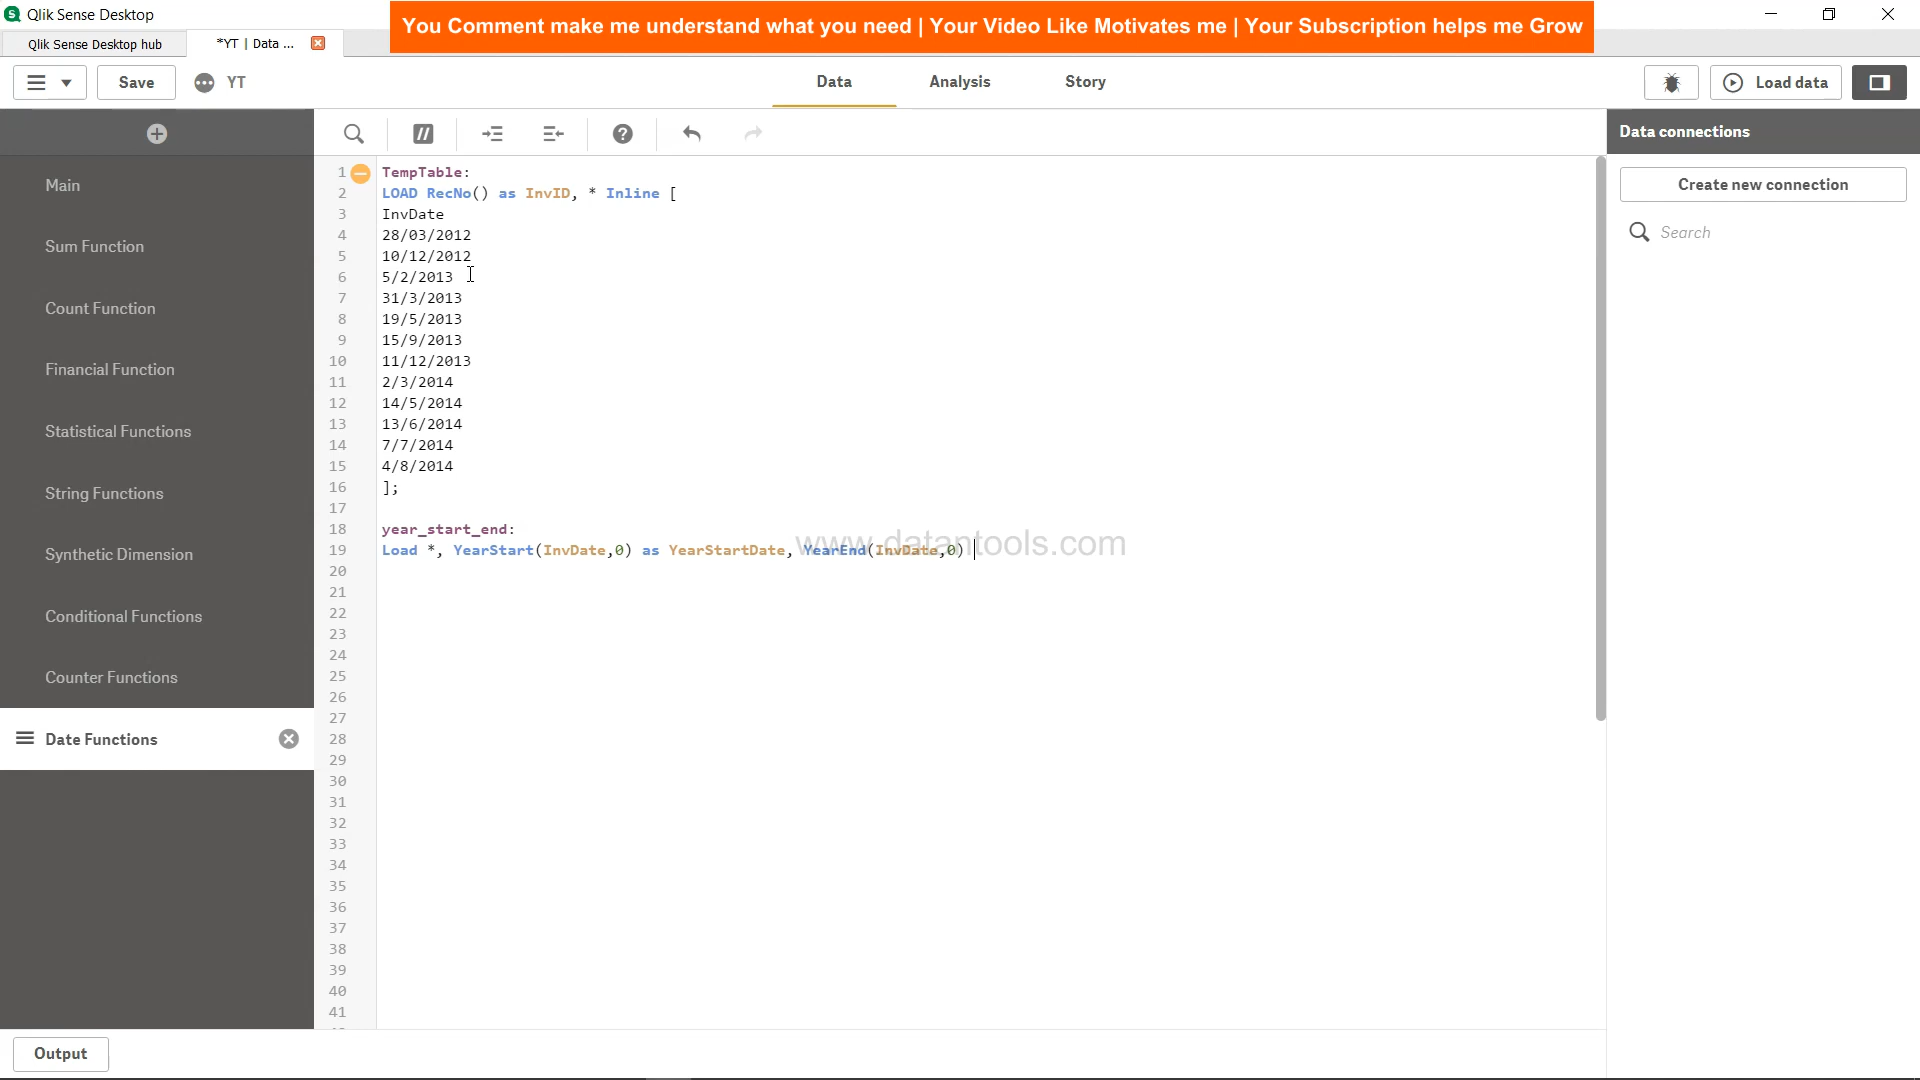 Qlik Sense Desktop
You Comment make me understand what you need | Your Video Like Motivates me | Your Subscription helps me Grow
Qlik Sense Desktop hub
*YT | Data ...
Save
YT
Data
Analysis
Story
Load data
Data connections
Create new connection
Search
Main
Sum Function
Count Function
Financial Function
Statistical Functions
String Functions
Synthetic Dimension
Conditional Functions
Counter Functions
Date Functions
1 TempTable:
2 LOAD RecNo() as InvID, * Inline [
3 InvDate
4 28/03/2012
5 10/12/2012
6 5/2/2013
7 31/3/2013
8 19/5/2013
9 15/9/2013
10 11/12/2013
11 2/3/2014
12 14/5/2014
13 13/6/2014
14 7/7/2014
15 4/8/2014
16 ];
17
18 year_start_end:
19 Load *, YearStart(InvDate,0) as YearStartDate, YearEnd(InvDate,0)
www.datantools.com
20
21
22
23
24
25
26
27
28
29
30
31
32
33
34
35
36
37
38
39
40
41
Output